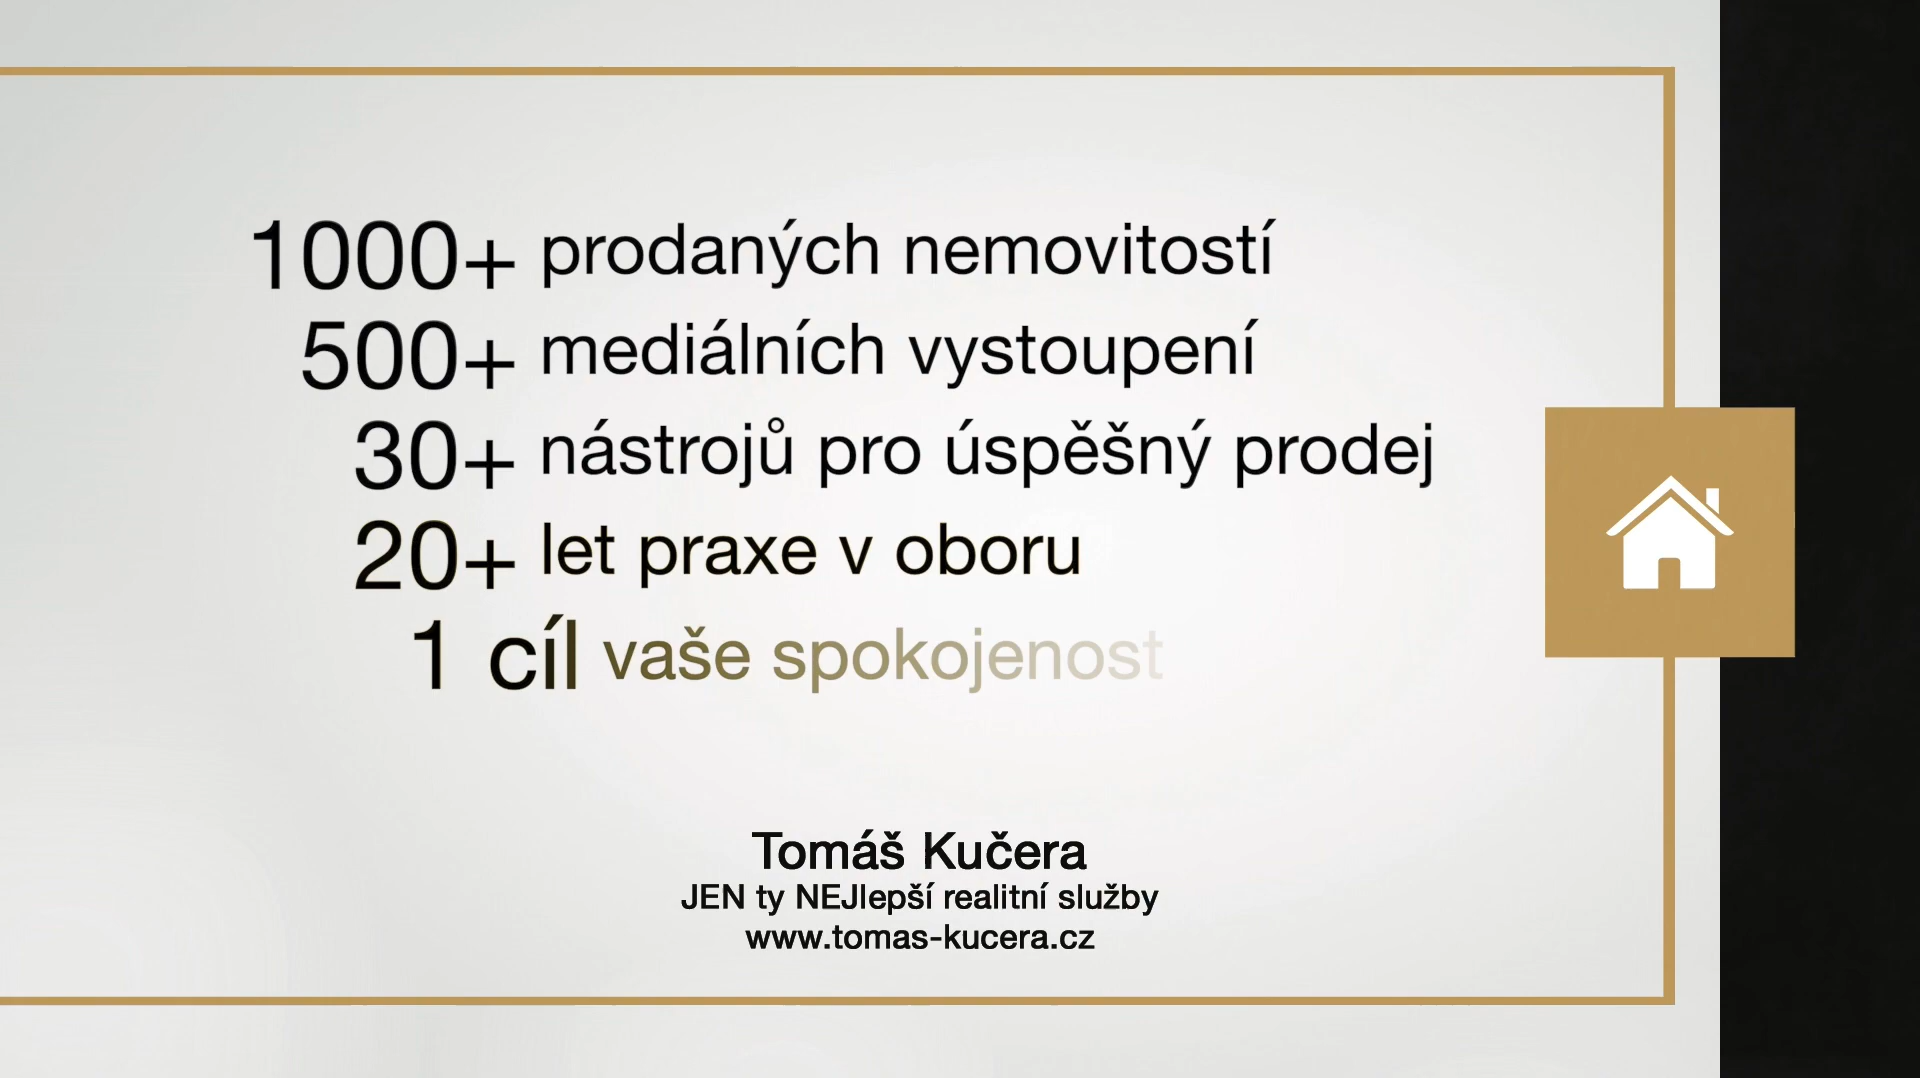 1000+ prodaných nemovitostí
500+ mediálních vystoupení
30+ nástrojů pro úspěšný prodej
20+ let praxe v oboru
1 cíl vaše spokojenost
Tomáš Kučera
JEN ty NEJlepší realitní služby
www.tomas-kucera.cz